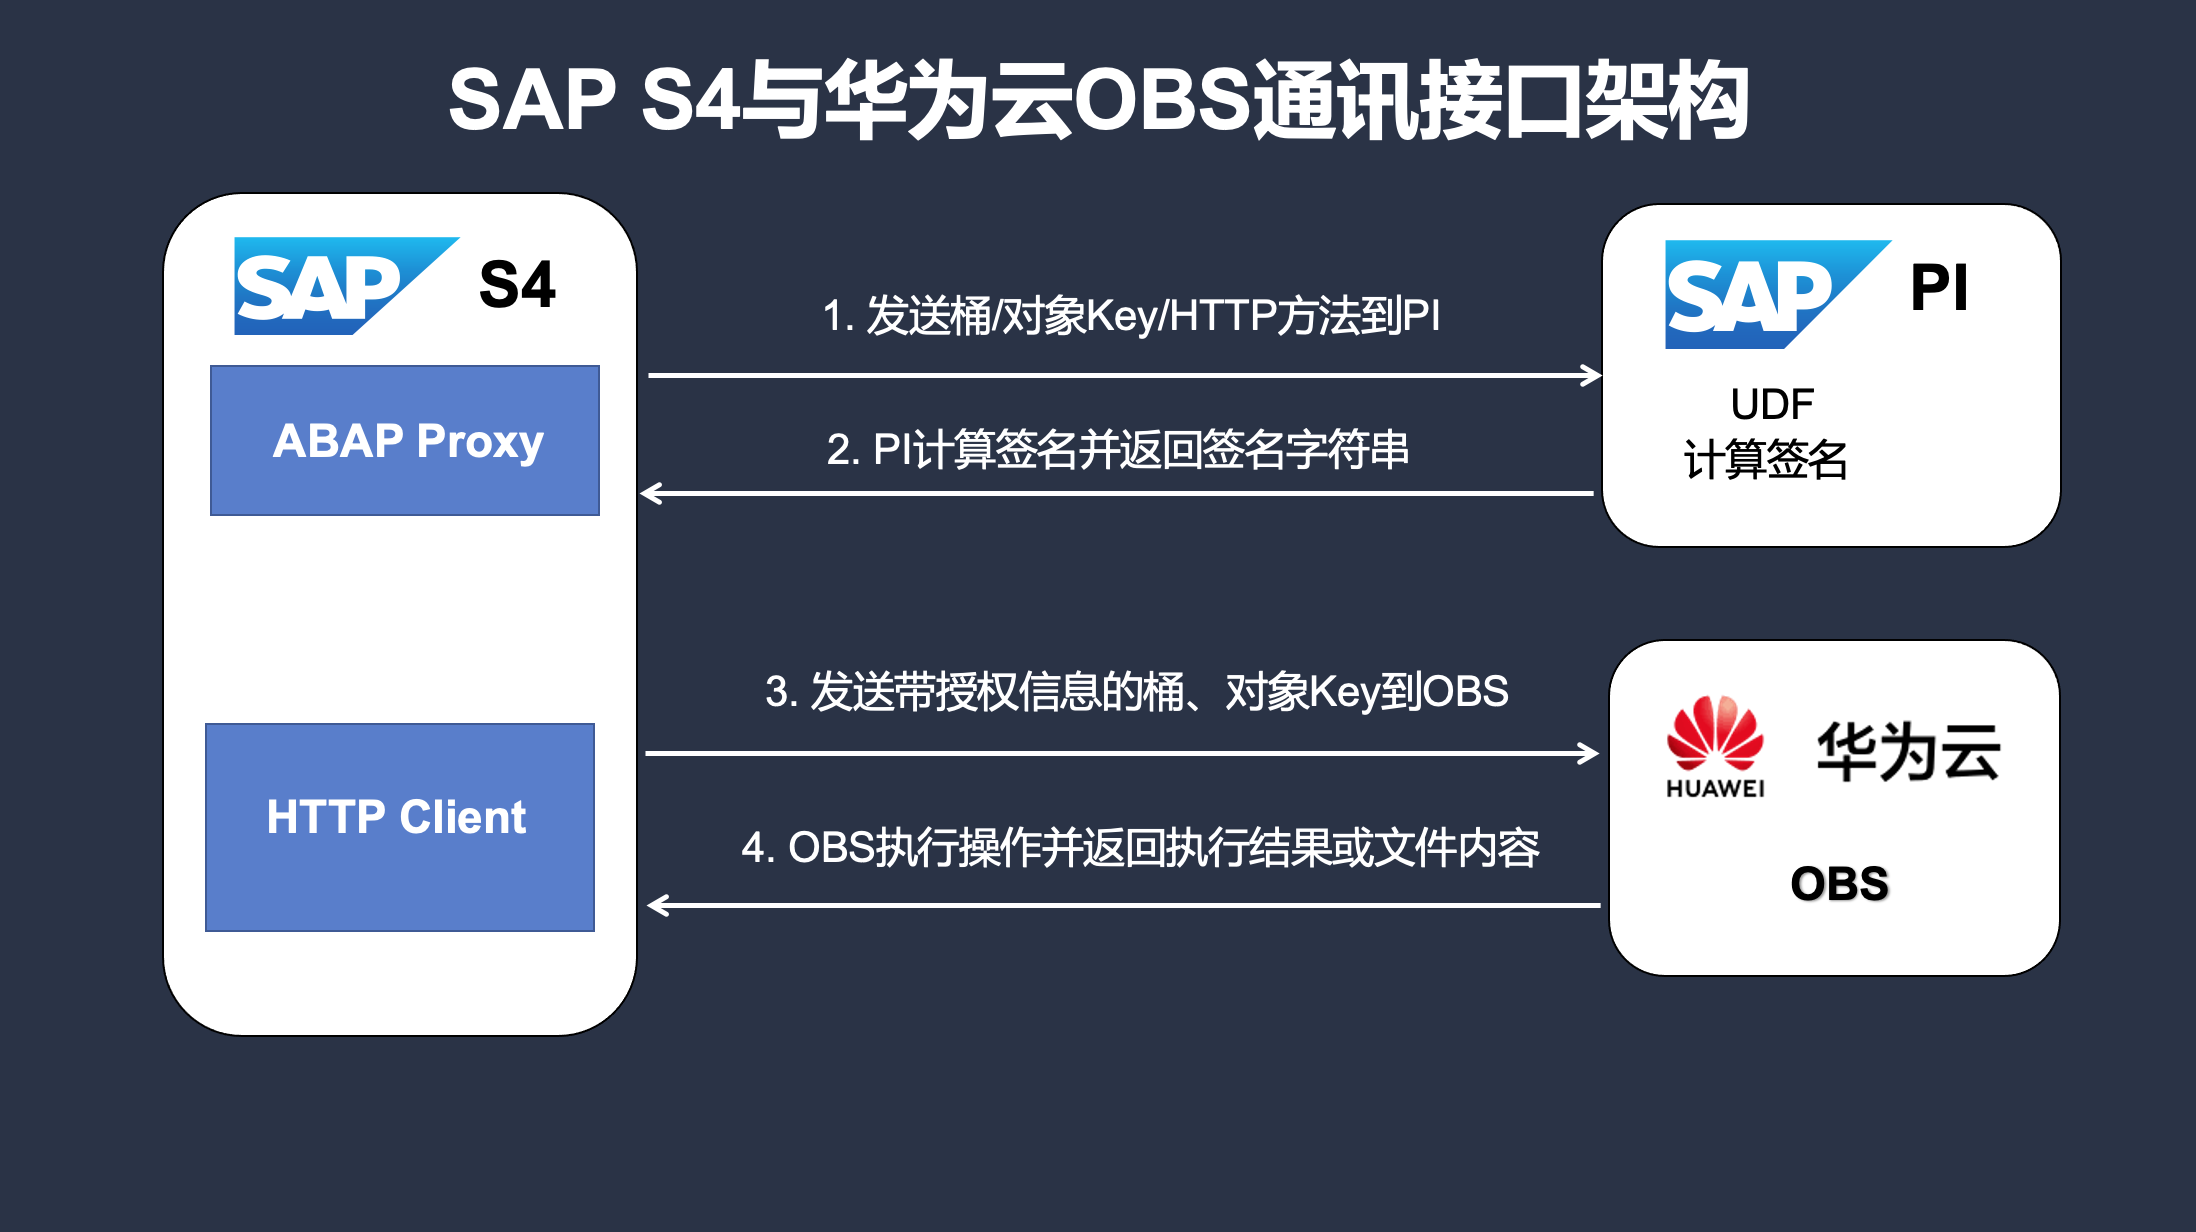 SAP S4与华为云OBS通讯接口架构
SAP S4
ABAP Proxy
HTTP Client
1. 发送桶/对象Key/HTTP方法到PI
2. PI计算签名并返回签名字符串
3. 发送带授权信息的桶、对象Key到OBS
4. OBS执行操作并返回执行结果或文件内容
SAP PI
UDF
计算签名
HUAWEI 华为云
OBS